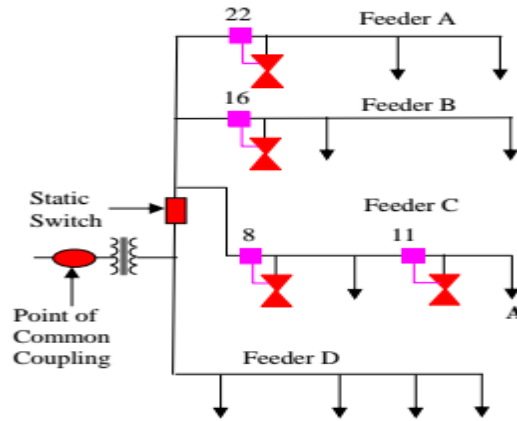 22
Feeder A
16
Feeder B
Static
Switch
Feeder C
8
11
A
Point of
Common
Coupling
Feeder D